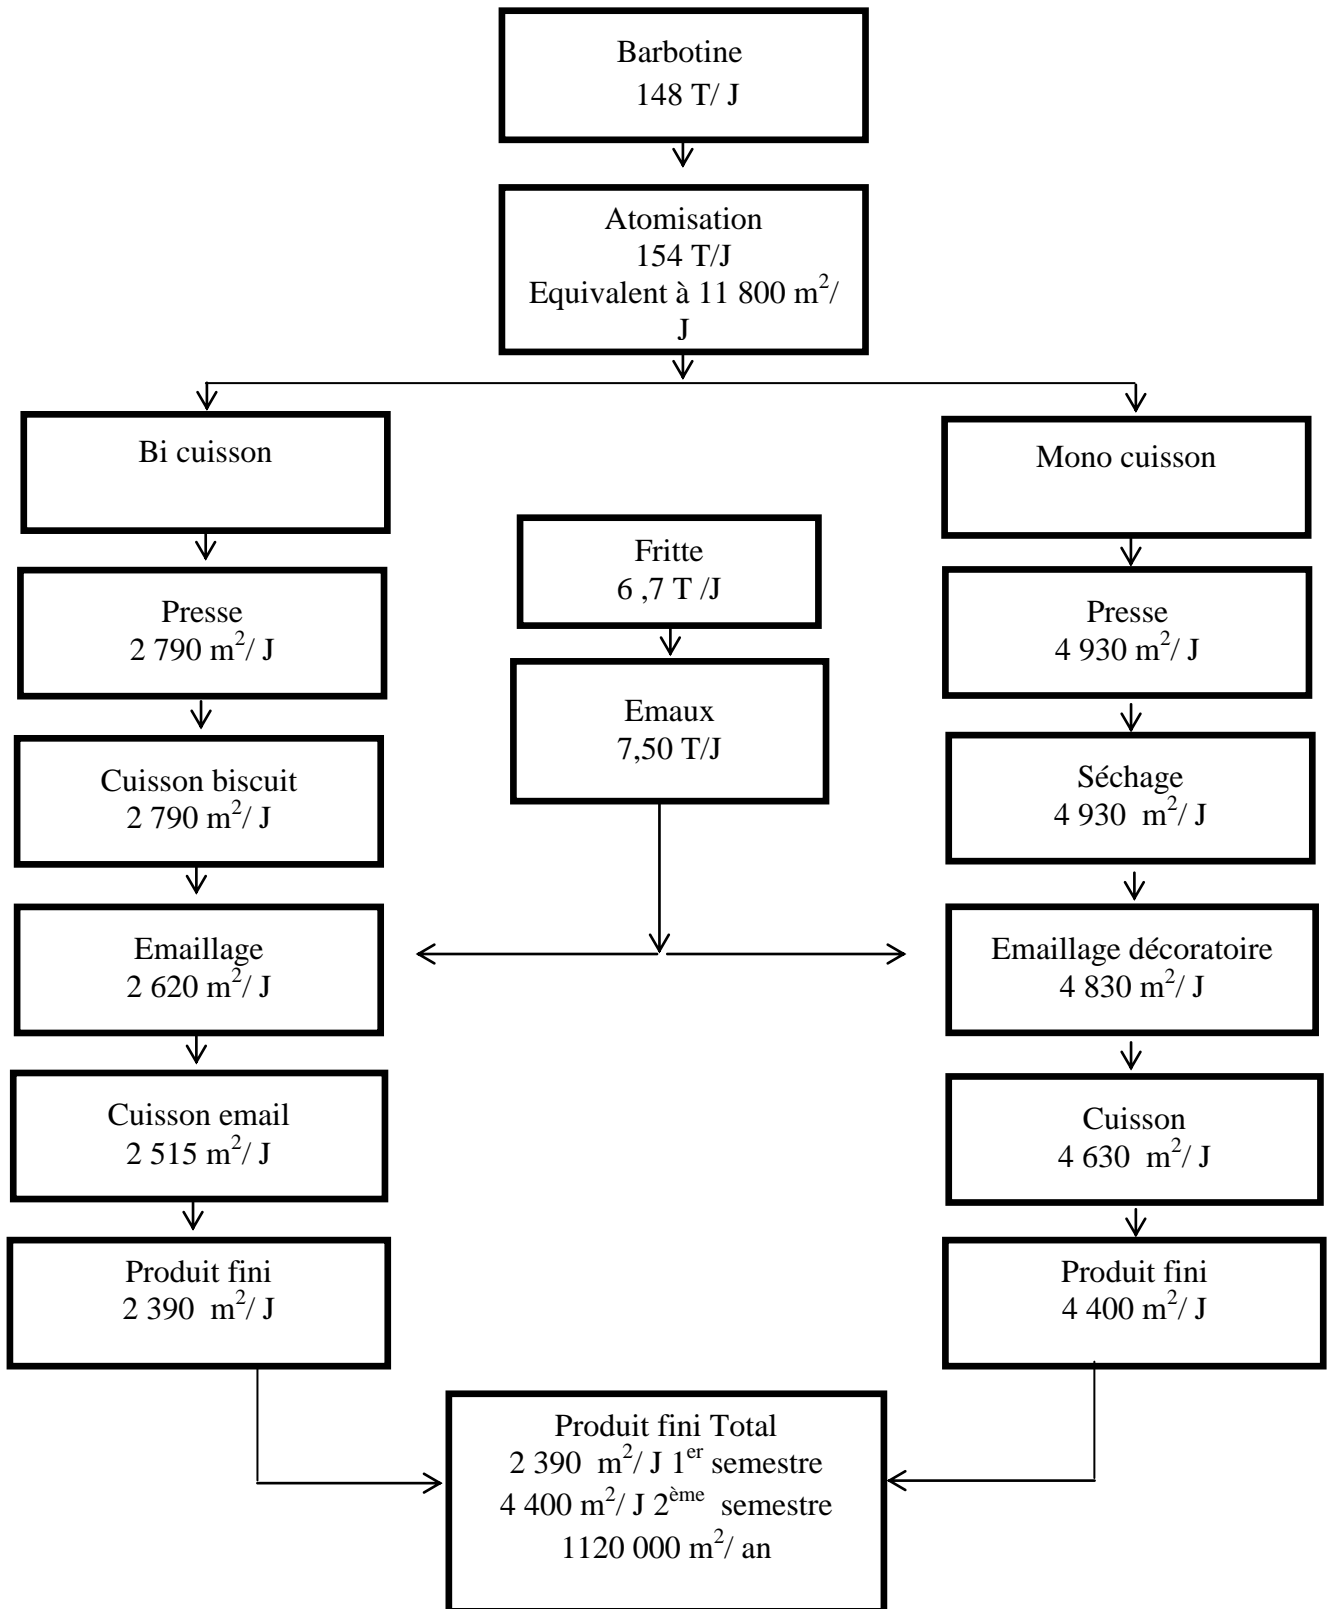 Barbotine
148 T/ J
Atomisation
154 T/J
Equivalent à 11 800 m²/
J
Bi cuisson
Presse
2 790 m²/ J
Cuisson biscuit
2 790 m²/ J
Emaillage
2 620 m²/ J
Cuisson email
2 515 m²/ J
Produit fini
2 390 m²/ J
Fritte
6 ,7 T /J
Emaux
7,50 T/J
Mono cuisson
Presse
4 930 m²/ J
Séchage
4 930 m²/ J
Emaillage décoratoire
4 830 m²/ J
Cuisson
4 630 m²/ J
Produit fini
4 400 m²/ J
Produit fini Total
2 390 m²/ J 1er semestre
4 400 m²/ J 2ème semestre
1120 000 m²/ an